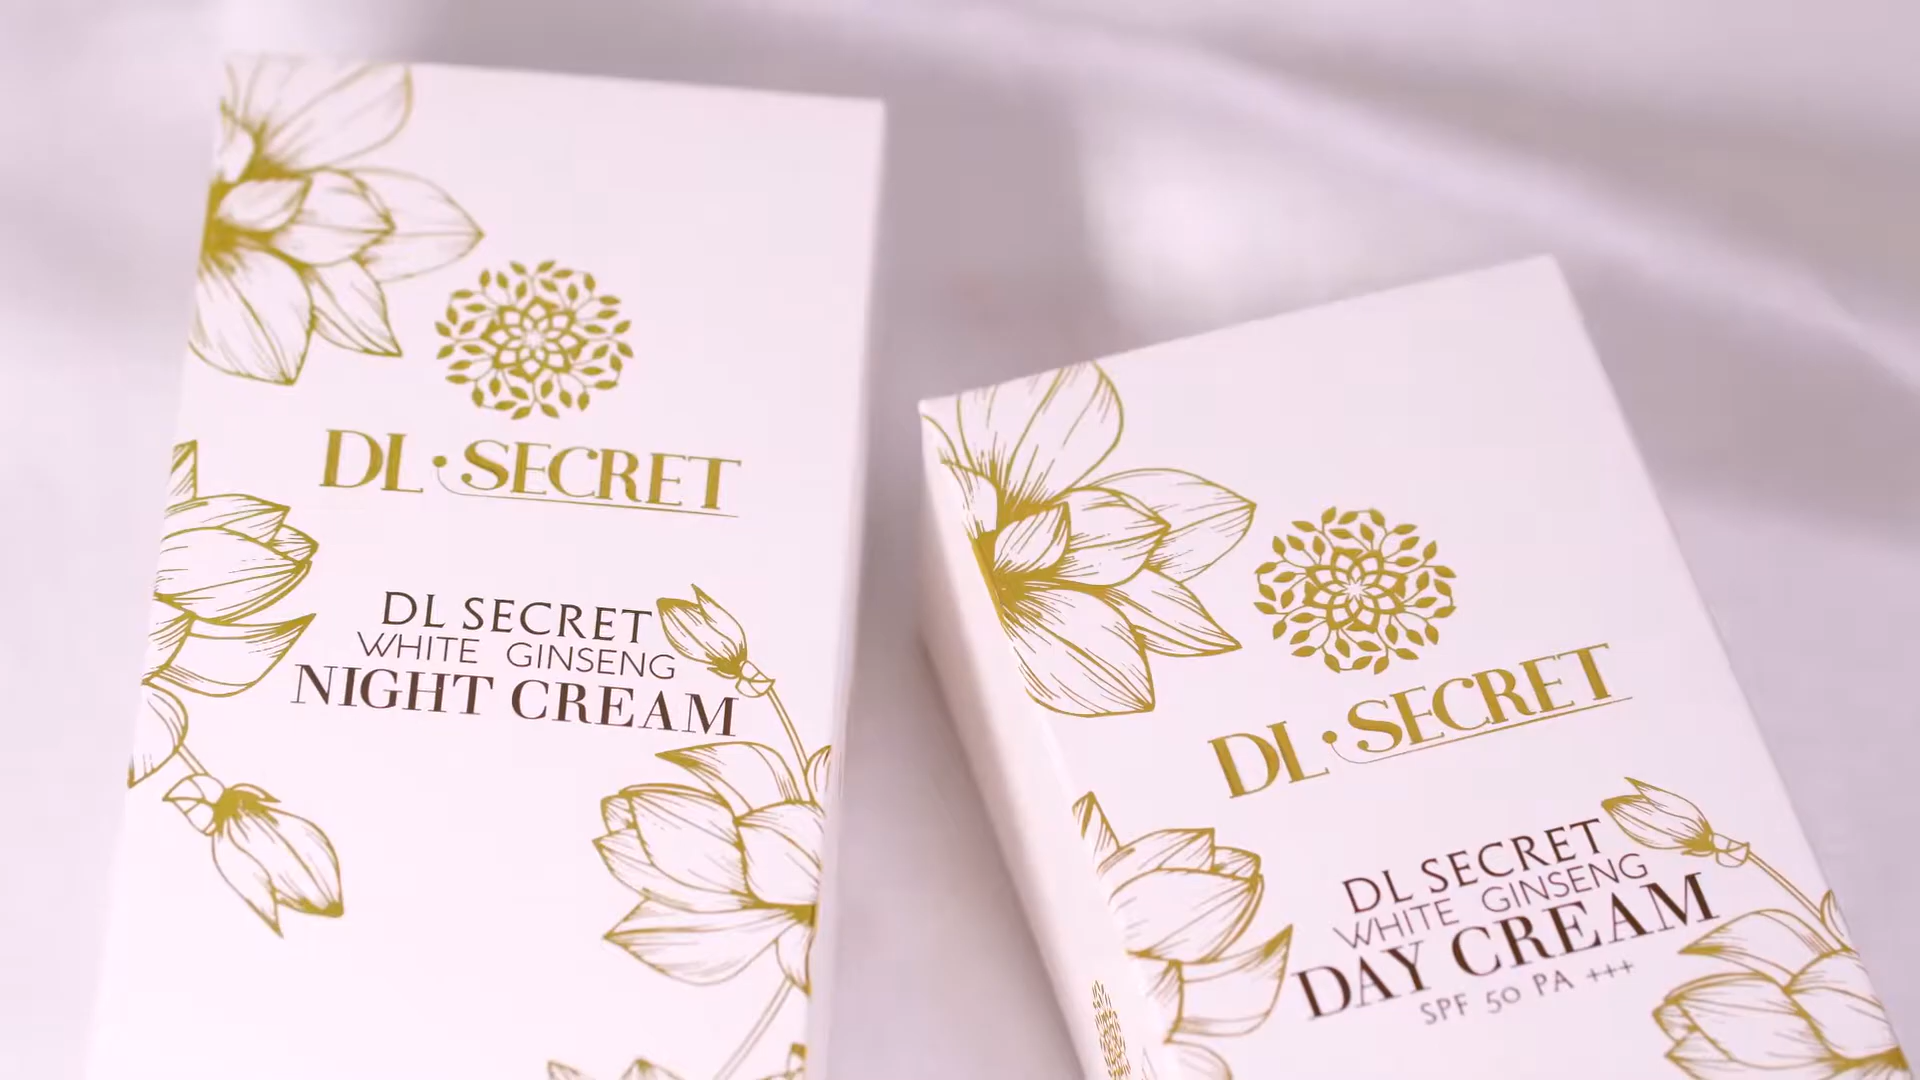 DL SECRET
DL SECRET
WHITE GINSENG
NIGHT CREAM
DL SECRET
DL SECRET
WHITE GINSENG
DAY CREAM
SPF 50 PA +++